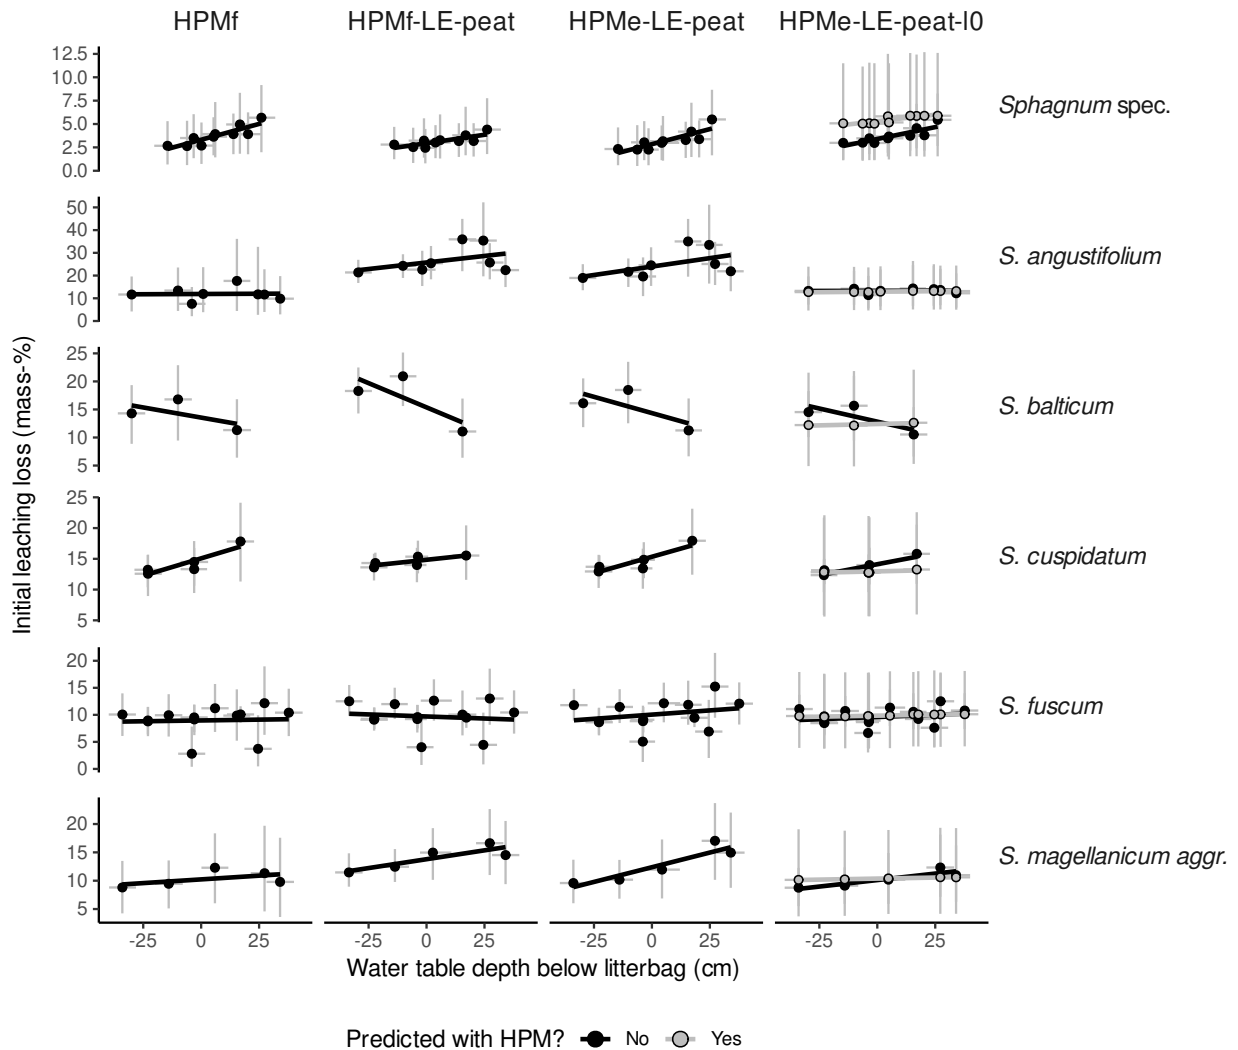 HPMf HPMf-LE-peat HPMe-LE-peat HPMe-LE-peat-l0
Initial leaching loss (mass-%)
12.5
10.0
7.5
5.0
2.5
0.0
Sphagnum spec.
50
40
30
20
10
0
S. angustifolium
25
20
15
10
5
S. balticum
25
20
15
10
5
S. cuspidatum
20
15
10
5
0
S. fuscum
20
15
10
5
S. magellanicum aggr.
-25 0 25 -25 0 25 -25 0 25 -25 0 25
Water table depth below litterbag (cm)
Predicted with HPM? No Yes